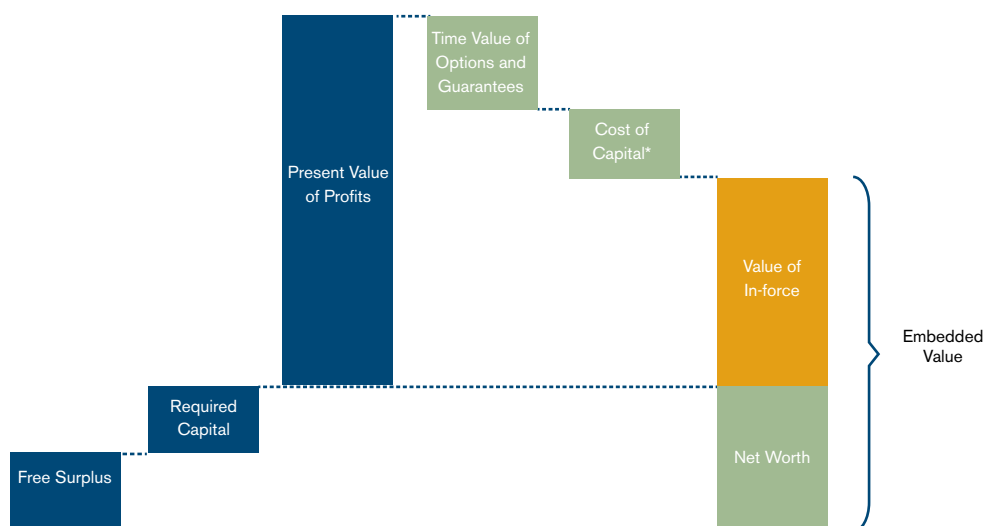 Time Value of
Options and
Guarantees
Cost of
Capital*
Present Value
of Profits
Value of
In-force
Embedded
Value
Required
Capital
Free Surplus
Net Worth